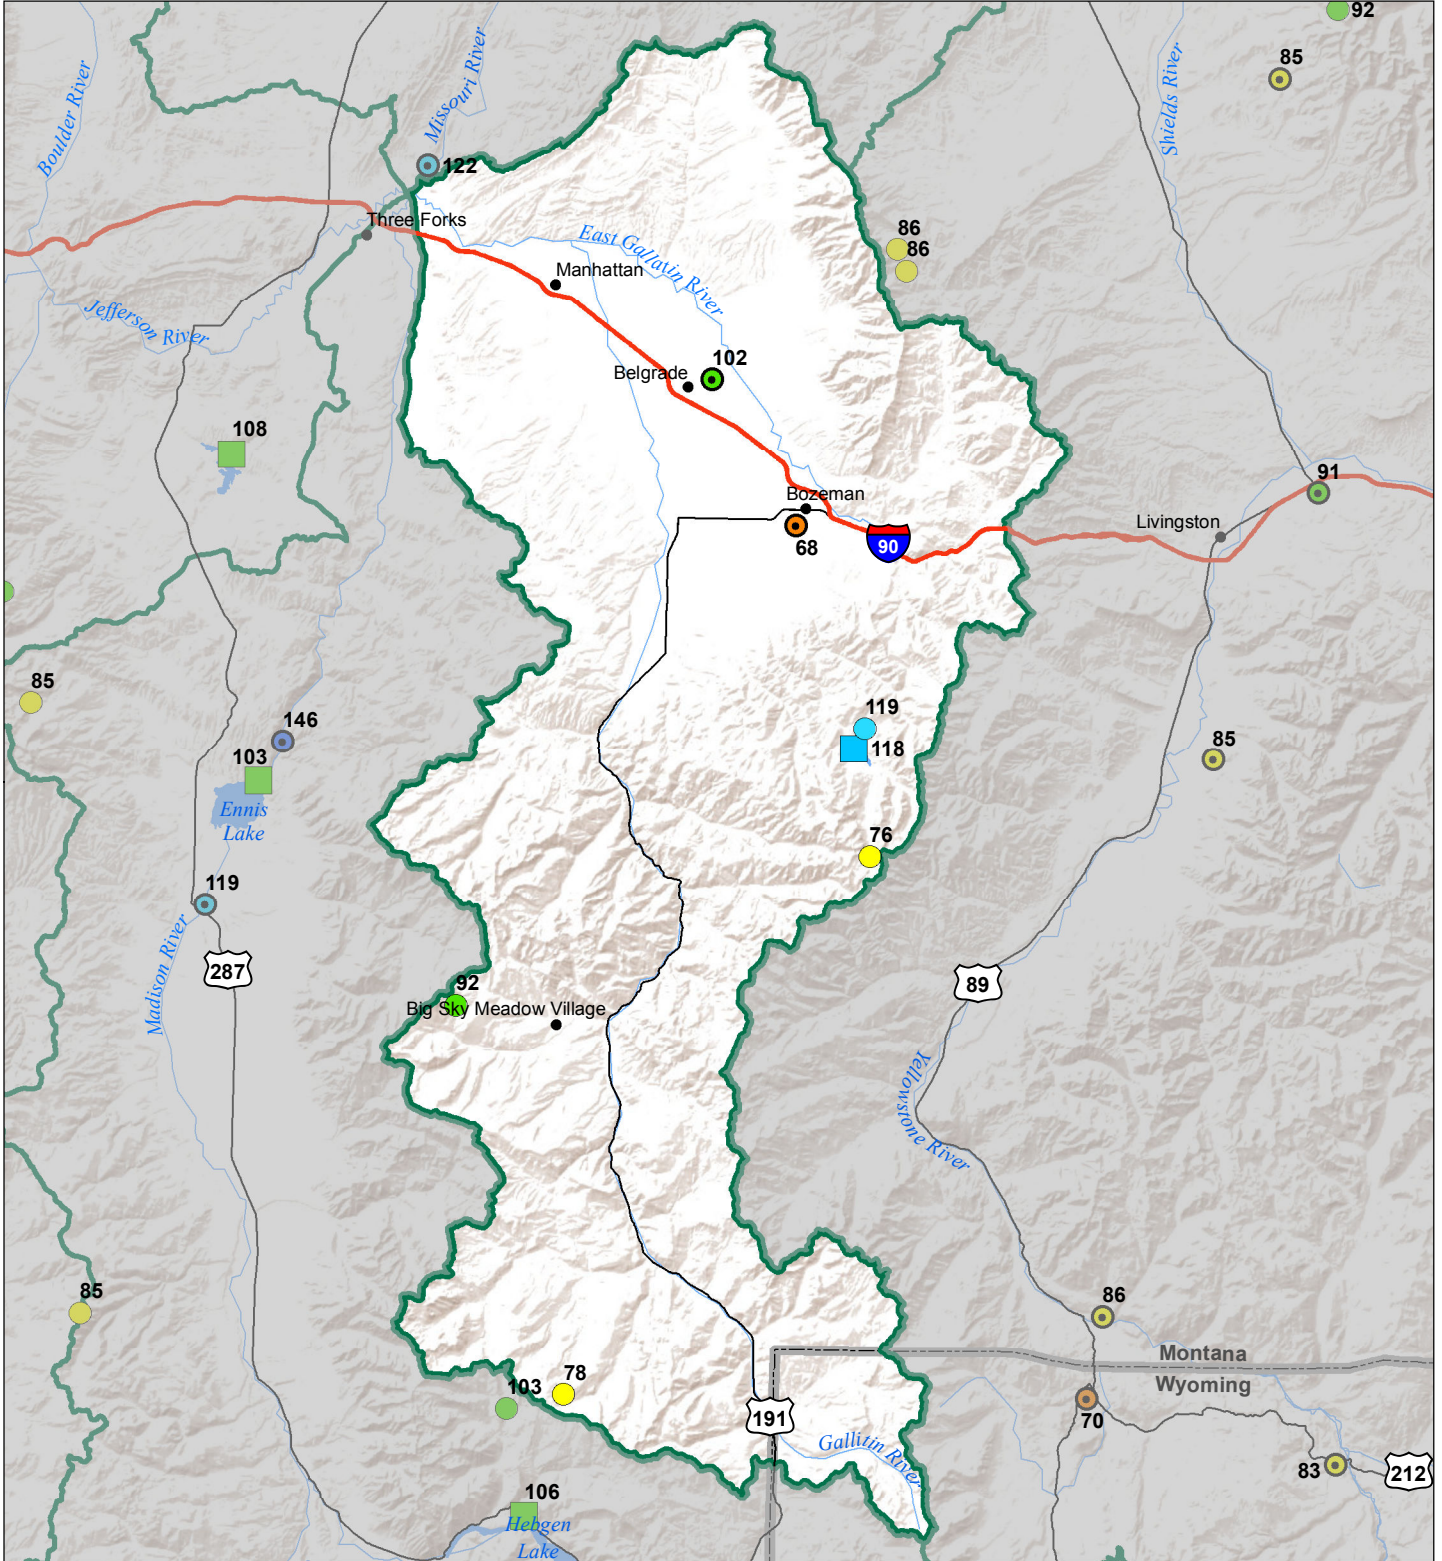 92
85
Missouri River
Boulder River
Shields River
122
Three Forks
86
86
East Gallatin River
Manhattan
Jefferson River
102
Belgrade
108
91
Bozeman
Livingston
68
90
85
119
118
146
103
85
Ennis
Lake
76
119
Madison River
287
92
Big Sky Meadow Village
89
Yellowstone River
85
86
Montana
Wyoming
103
78
191
70
Gallitin River
83
212
106
Hebgen
Lake